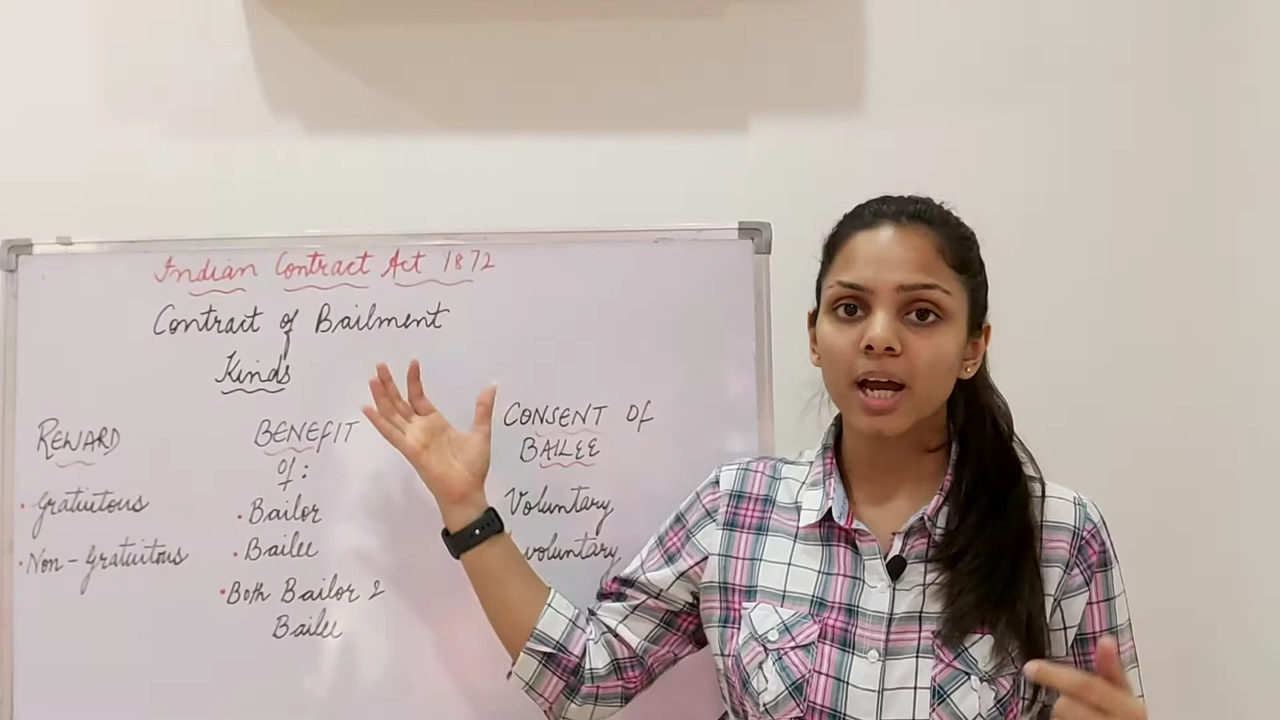 Indian Contract Act 1872
Contract of Bailment
Kinds
REWARD
• Gratuitous
• Non-Gratuitous
BENEFIT
Of:
• Bailor
• Bailee
• Both Bailor &
Bailee
CONSENT Of
BAILEE
Voluntary
voluntary